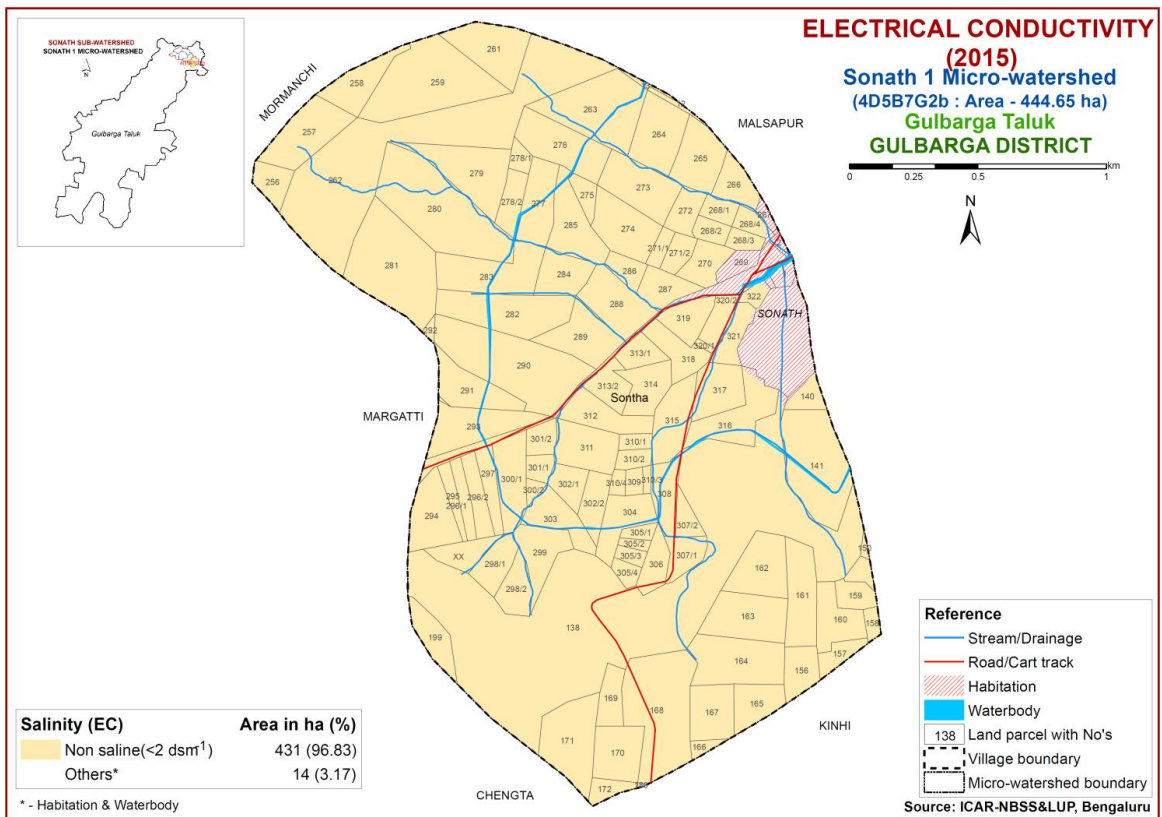 SONATH SUB-WATERSHED
SONATH 1 MICRO-WATERSHED
N
Gulbarga Taluk
ELECTRICAL CONDUCTIVITY
(2015)
Sonath 1 Micro-watershed
(4D5B7G2b : Area - 444.65 ha)
Gulbarga Taluk
GULBARGA DISTRICT
km
0 0.25 0.5 1
N
MORMANCHI
MALSAPUR
261
258 259
263
257
264
276
278/1
265
256 262
279
273
266
278/2 277
275
280
272 268/1
285
268/4
274
268/2
268/3
271/1 271/2
281
270 269
283
284
286
287
282
288
320/2 322
SONATH
319
292
289
321
320/1
313/1
318
290
314
313/2
317
291
Sontha
140
MARGATTI
312
315
316
293
301/2
310/1
311
310/2
141
301/1
297
300/1
302/1
310/4 309 310/3
295
296/2
300/2
308
296/1
302/2
294
304
303
307/2
305/1
305/2
299
305/3
307/1
XX
298/1
306
305/4
162
298/2
161
159
163
160
158
138
199
157
164
156
169
168
165
167
171
170
166
172
KINHI
CHENGTA
Salinity (EC) Area in ha (%)
Non saline(<2 dsm-1) 431 (96.83)
Others* 14 (3.17)
* - Habitation & Waterbody
Reference
Stream/Drainage
Road/Cart track
Habitation
Waterbody
138 Land parcel with No's
Village boundary
Micro-watershed boundary
Source: ICAR-NBSS&LUP, Bengaluru